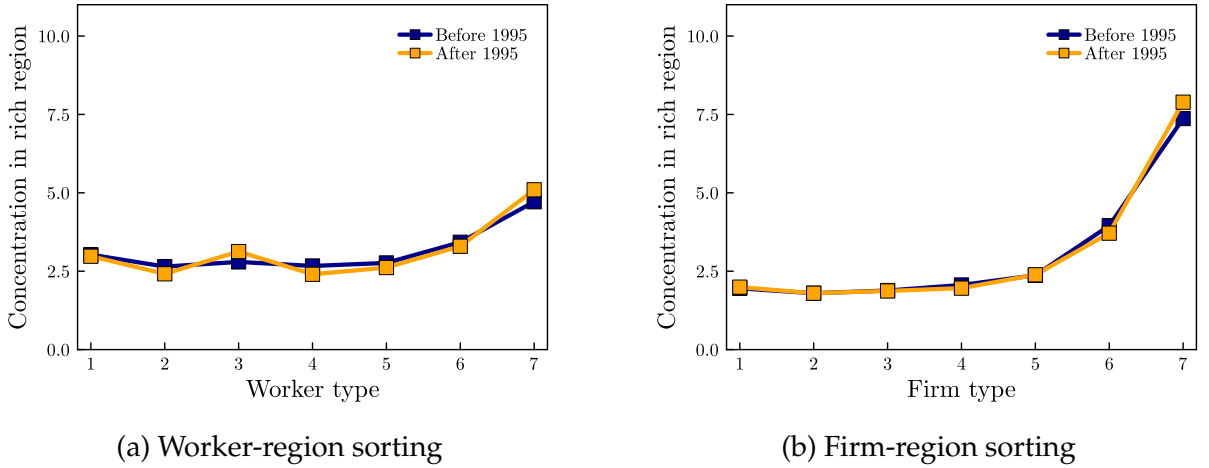 Concentration in rich region
10.0
7.5
5.0
2.5
0.0
Before 1995
After 1995
1 2 3 4 5 6 7
Worker type
(a) Worker-region sorting
Concentration in rich region
10.0
7.5
5.0
2.5
0.0
Before 1995
After 1995
1 2 3 4 5 6 7
Firm type
(b) Firm-region sorting